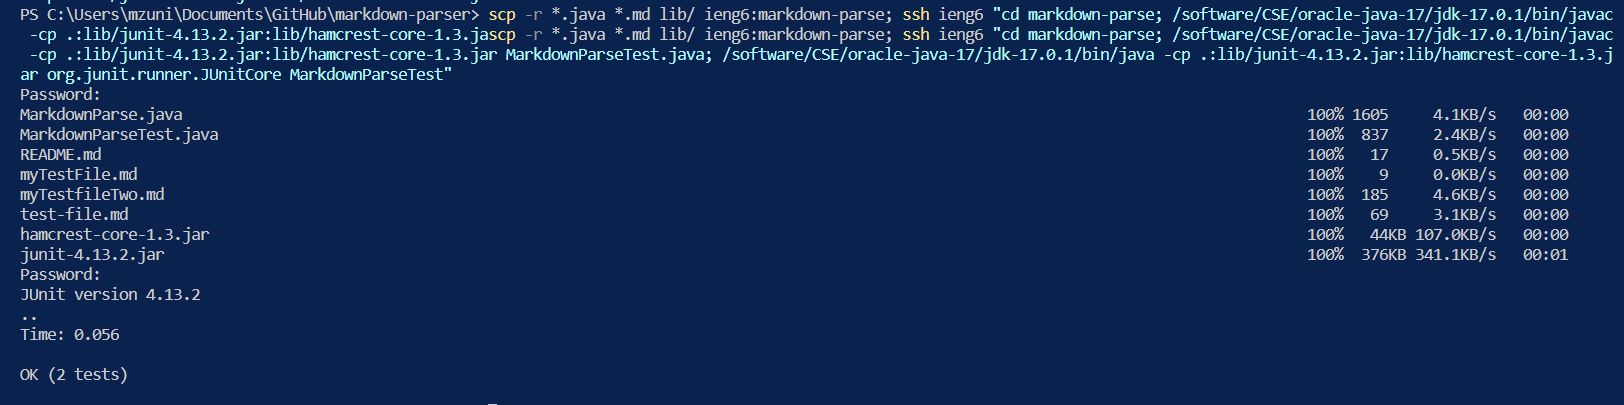 PS C:\Users\mzuni\Documents\GitHub\markdown-parser> scp -r *.java *.md lib/ ieng6:markdown-parse; ssh ieng6 "cd markdown-parse; /software/CSE/oracle-java-17/jdk-17.0.1/bin/javac
-cp .:lib/junit-4.13.2.jar:lib/hamcrest-core-1.3.jascp -r *.java *.md lib/ ieng6:markdown-parse; ssh ieng6 "cd markdown-parse; /software/CSE/oracle-java-17/jdk-17.0.1/bin/javac
-cp .:lib/junit-4.13.2.jar:lib/hamcrest-core-1.3.jar MarkdownParseTest.java; /software/CSE/oracle-java-17/jdk-17.0.1/bin/java -cp .:lib/junit-4.13.2.jar:lib/hamcrest-core-1.3.j
ar org.junit.runner.JUnitCore MarkdownParseTest"
Password:
MarkdownParse.java 100% 1605 4.1KB/s 00:00
MarkdownParseTest.java 100% 837 2.4KB/s 00:00
README.md 100% 17 0.5KB/s 00:00
myTestFile.md 100% 9 0.0KB/s 00:00
myTestfileTwo.md 100% 185 4.6KB/s 00:00
test-file.md 100% 69 3.1KB/s 00:00
hamcrest-core-1.3.jar 100% 44KB 107.0KB/s 00:00
junit-4.13.2.jar 100% 376KB 341.1KB/s 00:01
Password:
JUnit version 4.13.2
..
Time: 0.056
OK (2 tests)